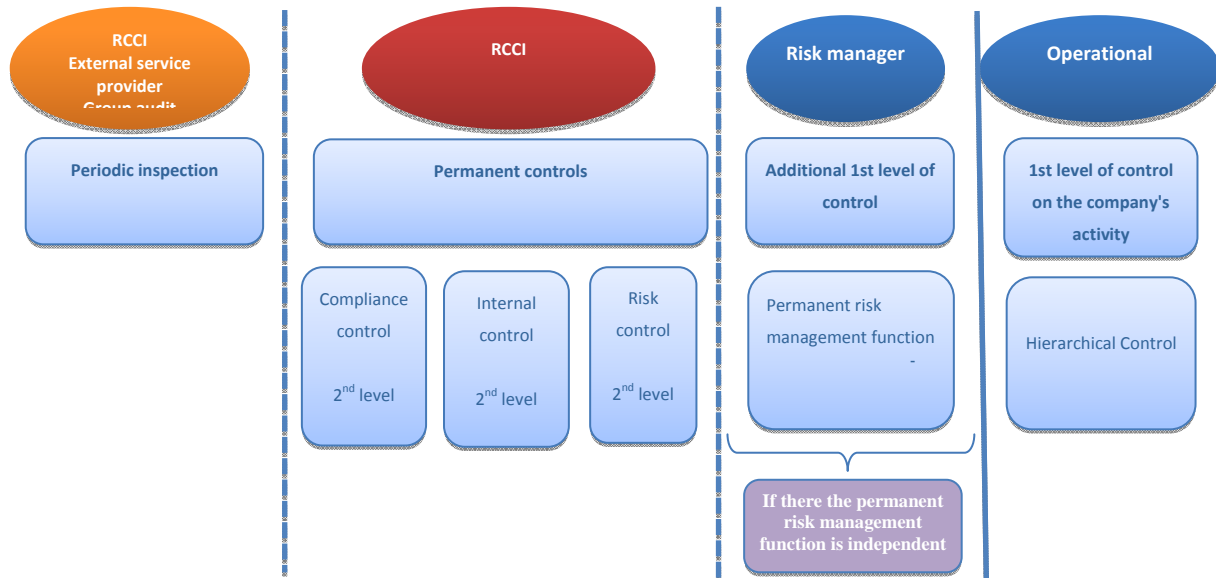 RCCI
External service
provider
Group audit
Periodic inspection
RCCI
Permanent controls
Compliance
control
2nd level
Internal
control
2nd level
Risk
control
2nd level
Risk manager
Additional 1st level of
control
Permanent risk
management function
-
If there the permanent
risk management
function is independent
Operational
1st level of control
on the company's
activity
Hierarchical Control